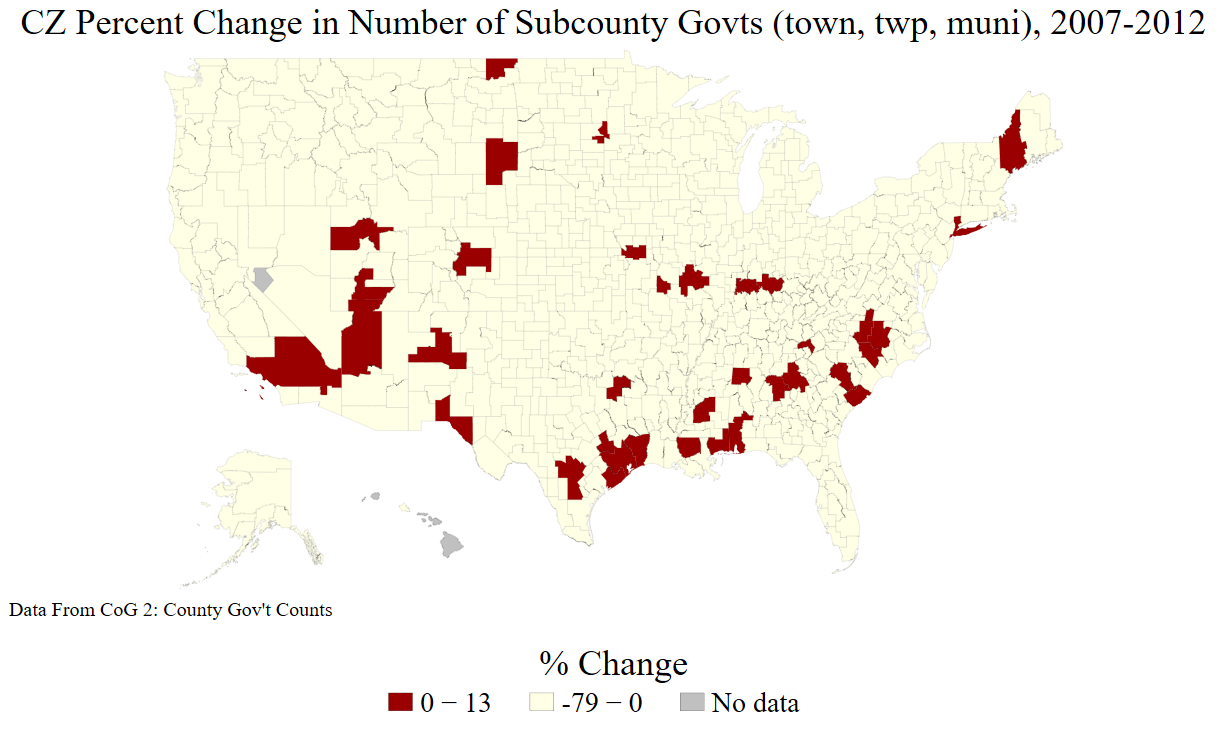 CZ Percent Change in Number of Subcounty Govts (town, twp, muni), 2007-2012
Data From CoG 2: County Gov't Counts
% Change
0 − 13 -79 − 0 No data